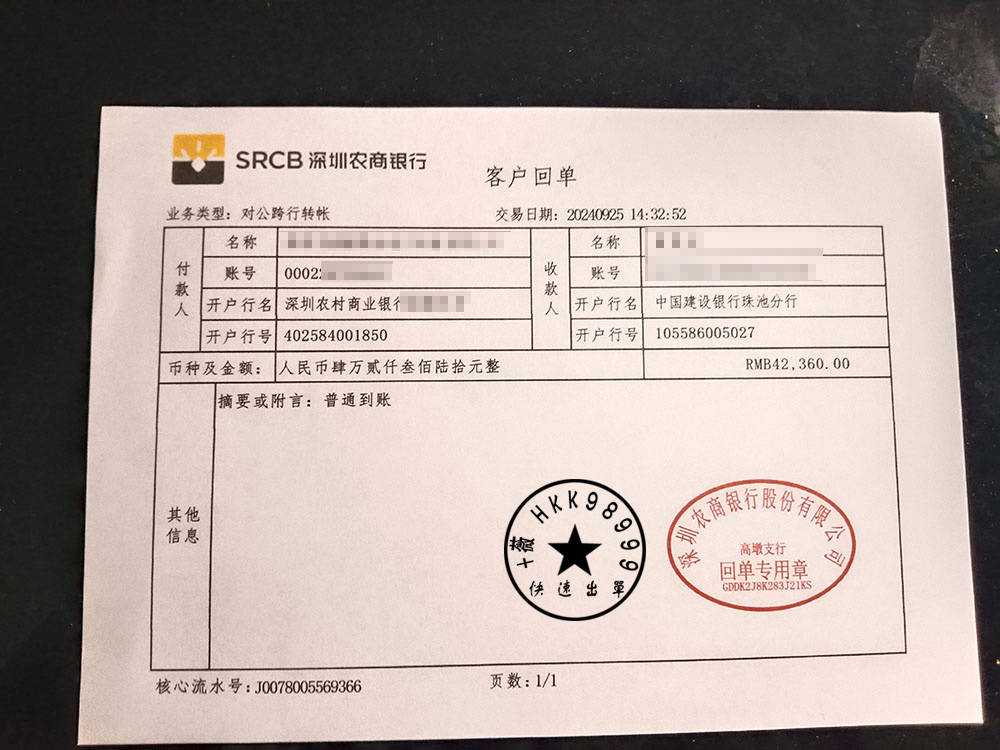 SRCB 深圳农商银行
客户回单
业务类型：对公跨行转帐 交易日期：20240925 14:32:52
付款人
名称
账号 0002
开户行名 深圳农村商业银行
开户行号 402584001850
收款人
名称
账号
开户行名 中国建设银行珠池分行
开户行号 105586005027
币种及金额： 人民币肆万贰仟叁佰陆拾元整 RMB42,360.00
其他信息
摘要或附言：普通到账
十薇 HKK98999
快速出單
深圳农商银行股份有限公司
高墩支行
回单专用章
GDDK2J8K283J21KS
核心流水号：J0078005569366 页数：1/1